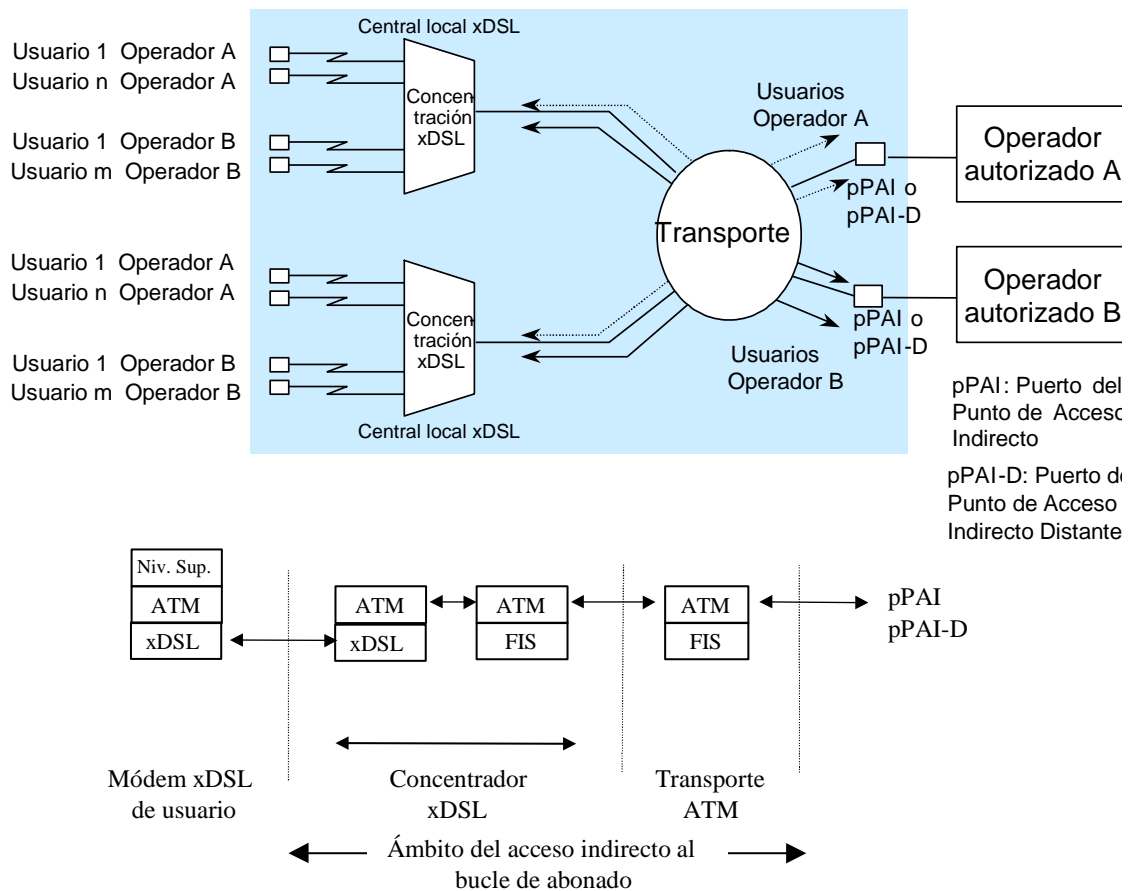 Central local xDSL
Usuario 1 Operador A
Usuario n Operador A
Usuario 1 Operador B
Usuario m Operador B
Concen-
tración
xDSL
Usuario 1 Operador A
Usuario n Operador A
Usuario 1 Operador B
Usuario m Operador B
Concen-
tración
xDSL
Central local xDSL
Transporte
Usuarios
Operador A
pPAI o
pPAI-D
Operador
autorizado A
Usuarios
Operador B
pPAI o
pPAI-D
Operador
autorizado B
pPAI: Puerto del
Punto de Acceso
Indirecto
pPAI-D: Puerto de
Punto de Acceso
Indirecto Distante
Niv. Sup.
ATM
xDSL
ATM
xDSL
ATM
FIS
ATM
FIS
pPAI
pPAI-D
Módem xDSL
de usuario
Concentrador
xDSL
Transporte
ATM
Ámbito del acceso indirecto al
bucle de abonado